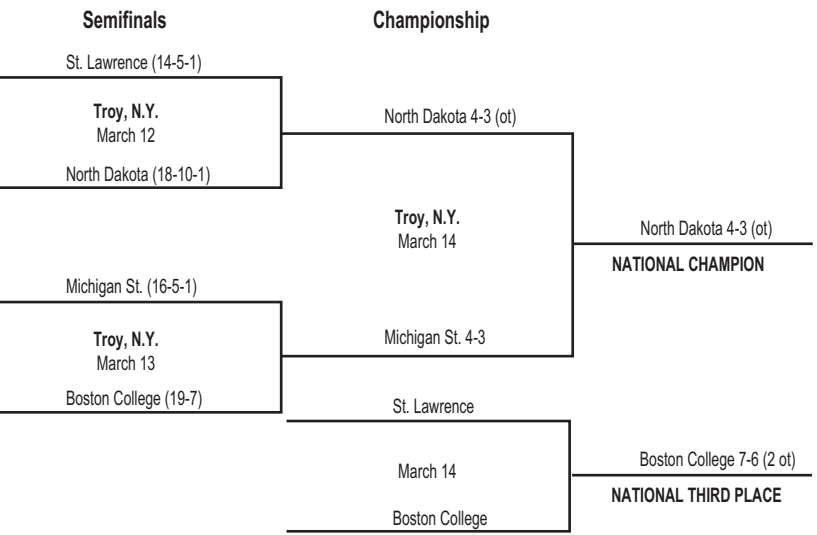 Semifinals
Championship
St. Lawrence (14-5-1)
Troy, N.Y.
March 12
North Dakota (18-10-1)
North Dakota 4-3 (ot)
Troy, N.Y.
March 14
North Dakota 4-3 (ot)
NATIONAL CHAMPION
Michigan St. (16-5-1)
Troy, N.Y.
March 13
Boston College (19-7)
Michigan St. 4-3
St. Lawrence
March 14
Boston College
Boston College 7-6 (2 ot)
NATIONAL THIRD PLACE